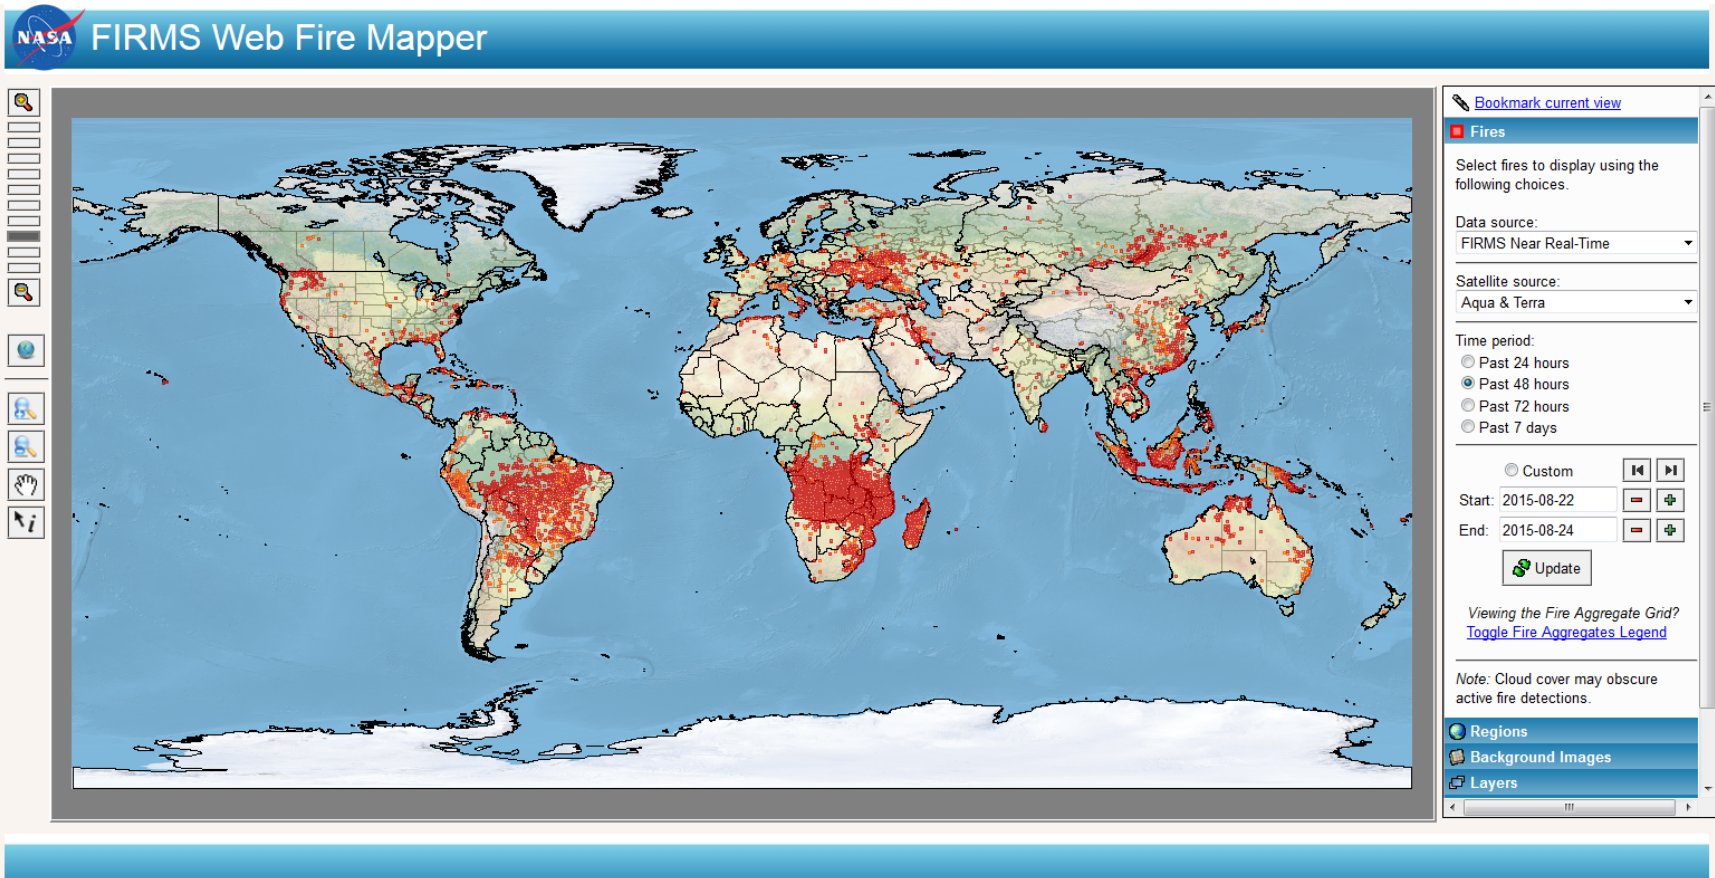 NASA
FIRMS Web Fire Mapper
Bookmark current view
Fires
Select fires to display using the
following choices.
Data source:
FIRMS Near Real-Time
Satellite source:
Aqua & Terra
Time period:
Past 24 hours
Past 48 hours
Past 72 hours
Past 7 days
Custom
Start: 2015-08-22
End: 2015-08-24
Update
Viewing the Fire Aggregate Grid?
Toggle Fire Aggregates Legend
Note: Cloud cover may obscure
active fire detections.
Regions
Background Images
Layers